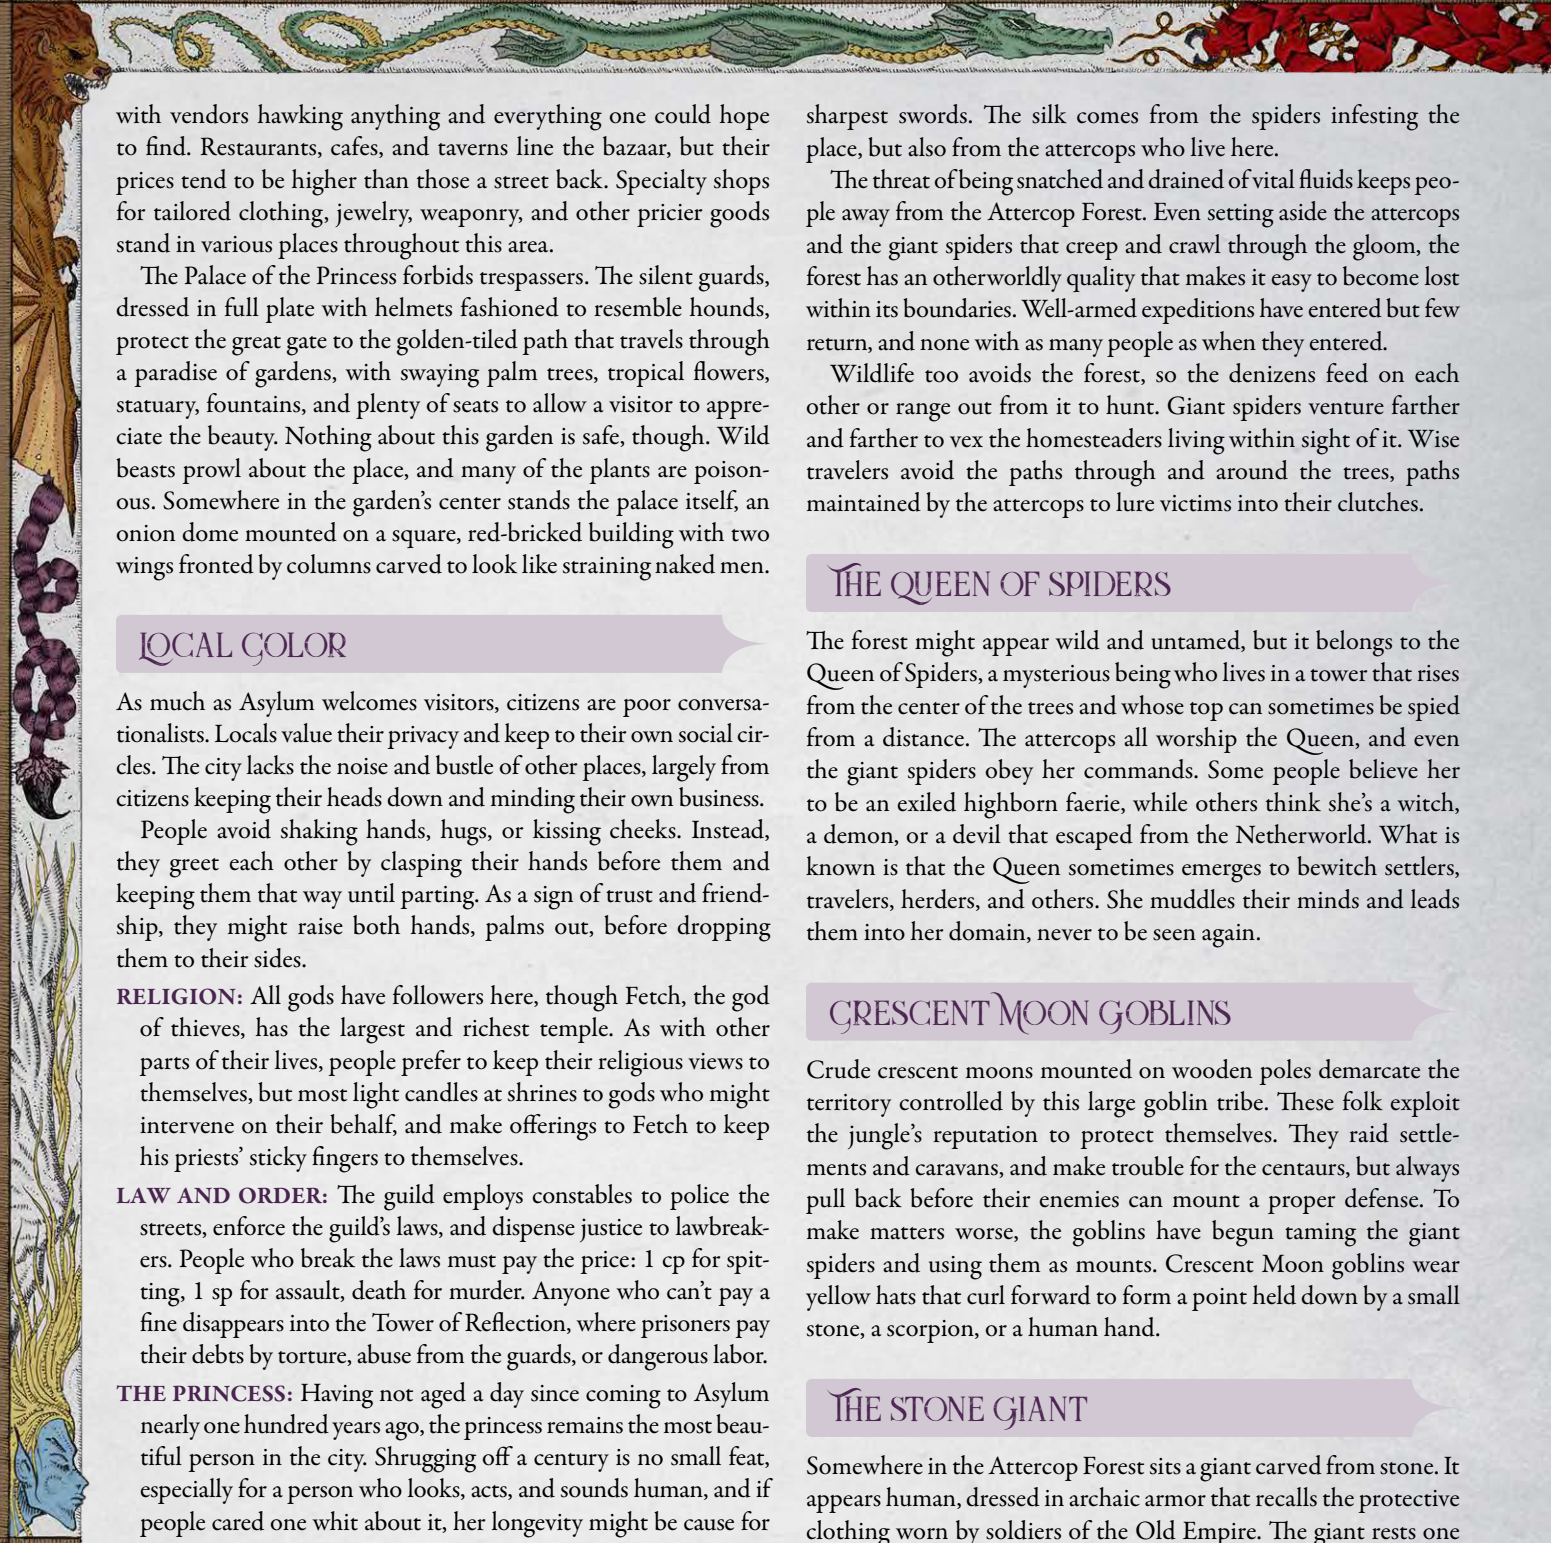 with vendors hawking anything and everything one could hope
to find. Restaurants, cafes, and taverns line the bazaar, but their
prices tend to be higher than those a street back. Specialty shops
for tailored clothing, jewelry, weaponry, and other pricier goods
stand in various places throughout this area.
The Palace of the Princess forbids trespassers. The silent guards,
dressed in full plate with helmets fashioned to resemble hounds,
protect the great gate to the golden-tiled path that travels through
a paradise of gardens, with swaying palm trees, tropical flowers,
statuary, fountains, and plenty of seats to allow a visitor to appre-
ciate the beauty. Nothing about this garden is safe, though. Wild
beasts prowl about the place, and many of the plants are poison-
ous. Somewhere in the garden's center stands the palace itself, an
onion dome mounted on a square, red-bricked building with two
wings fronted by columns carved to look like straining naked men.
LOCAL COLOR
As much as Asylum welcomes visitors, citizens are poor conversa-
tionalists. Locals value their privacy and keep to their own social cir-
cles. The city lacks the noise and bustle of other places, largely from
citizens keeping their heads down and minding their own business.
People avoid shaking hands, hugs, or kissing cheeks. Instead,
they greet each other by clasping their hands before them and
keeping them that way until parting. As a sign of trust and friend-
ship, they might raise both hands, palms out, before dropping
them to their sides.
RELIGION: All gods have followers here, though Fetch, the god
of thieves, has the largest and richest temple. As with other
parts of their lives, people prefer to keep their religious views to
themselves, but most light candles at shrines to gods who might
intervene on their behalf, and make offerings to Fetch to keep
his priests' sticky fingers to themselves.
LAW AND ORDER: The guild employs constables to police the
streets, enforce the guild's laws, and dispense justice to lawbreak-
ers. People who break the laws must pay the price: 1 cp for spit-
ting, 1 sp for assault, death for murder. Anyone who can't pay a
fine disappears into the Tower of Reflection, where prisoners pay
their debts by torture, abuse from the guards, or dangerous labor.
THE PRINCESS: Having not aged a day since coming to Asylum
nearly one hundred years ago, the princess remains the most beau-
tiful person in the city. Shrugging off a century is no small feat,
especially for a person who looks, acts, and sounds human, and if
people cared one whit about it, her longevity might be cause for
sharpest swords. The silk comes from the spiders infesting the
place, but also from the attercops who live here.
The threat of being snatched and drained of vital fluids keeps peo-
ple away from the Attercop Forest. Even setting aside the attercops
and the giant spiders that creep and crawl through the gloom, the
forest has an otherworldly quality that makes it easy to become lost
within its boundaries. Well-armed expeditions have entered but few
return, and none with as many people as when they entered.
Wildlife too avoids the forest, so the denizens feed on each
other or range out from it to hunt. Giant spiders venture farther
and farther to vex the homesteaders living within sight of it. Wise
travelers avoid the paths through and around the trees, paths
maintained by the attercops to lure victims into their clutches.
THE QUEEN OF SPIDERS
The forest might appear wild and untamed, but it belongs to the
Queen of Spiders, a mysterious being who lives in a tower that rises
from the center of the trees and whose top can sometimes be spied
from a distance. The attercops all worship the Queen, and even
the giant spiders obey her commands. Some people believe her
to be an exiled highborn faerie, while others think she's a witch,
a demon, or a devil that escaped from the Netherworld. What is
known is that the Queen sometimes emerges to bewitch settlers,
travelers, herders, and others. She muddles their minds and leads
them into her domain, never to be seen again.
CRESCENT MOON GOBLINS
Crude crescent moons mounted on wooden poles demarcate the
territory controlled by this large goblin tribe. These folk exploit
the jungle's reputation to protect themselves. They raid settle-
ments and caravans, and make trouble for the centaurs, but always
pull back before their enemies can mount a proper defense. To
make matters worse, the goblins have begun taming the giant
spiders and using them as mounts. Crescent Moon goblins wear
yellow hats that curl forward to form a point held down by a small
stone, a scorpion, or a human hand.
THE STONE GIANT
Somewhere in the Attercop Forest sits a giant carved from stone. It
appears human, dressed in archaic armor that recalls the protective
clothing worn by soldiers of the Old Empire. The giant rests one